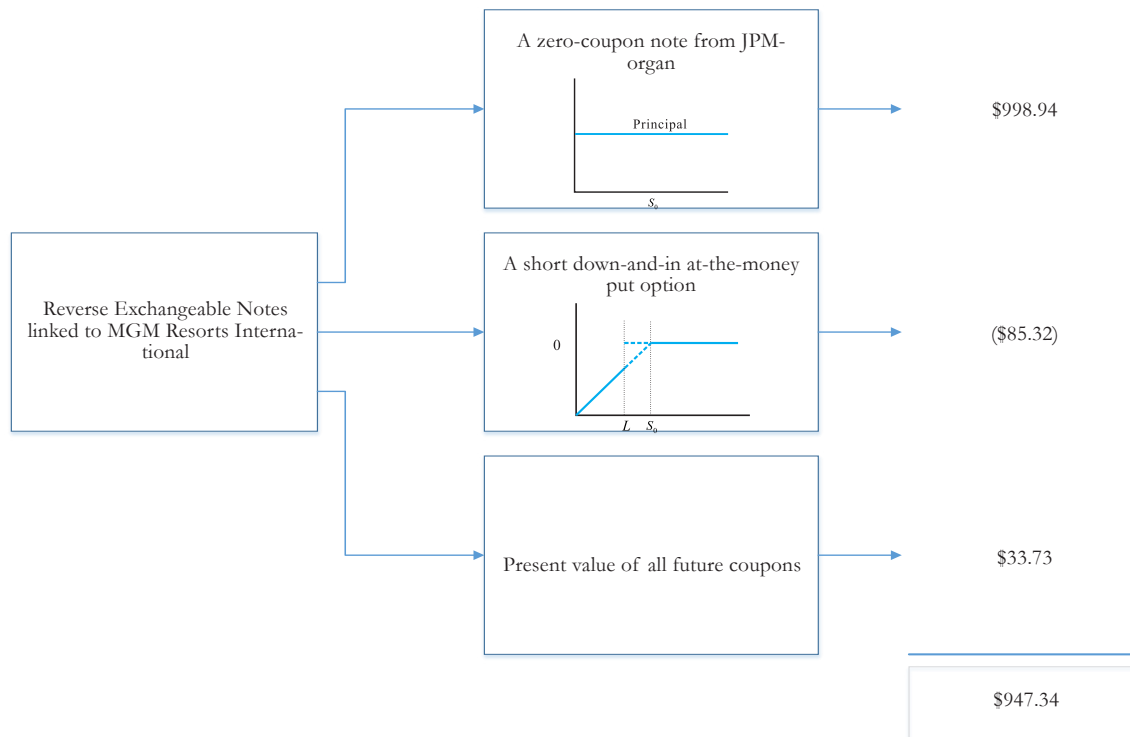 A zero-coupon note from JPM-
organ
Principal
S₀
$998.94
Reverse Exchangeable Notes
linked to MGM Resorts Interna-
tional
A short down-and-in at-the-money
put option
0
L S₀
($85.32)
Present value of all future coupons
$33.73
$947.34